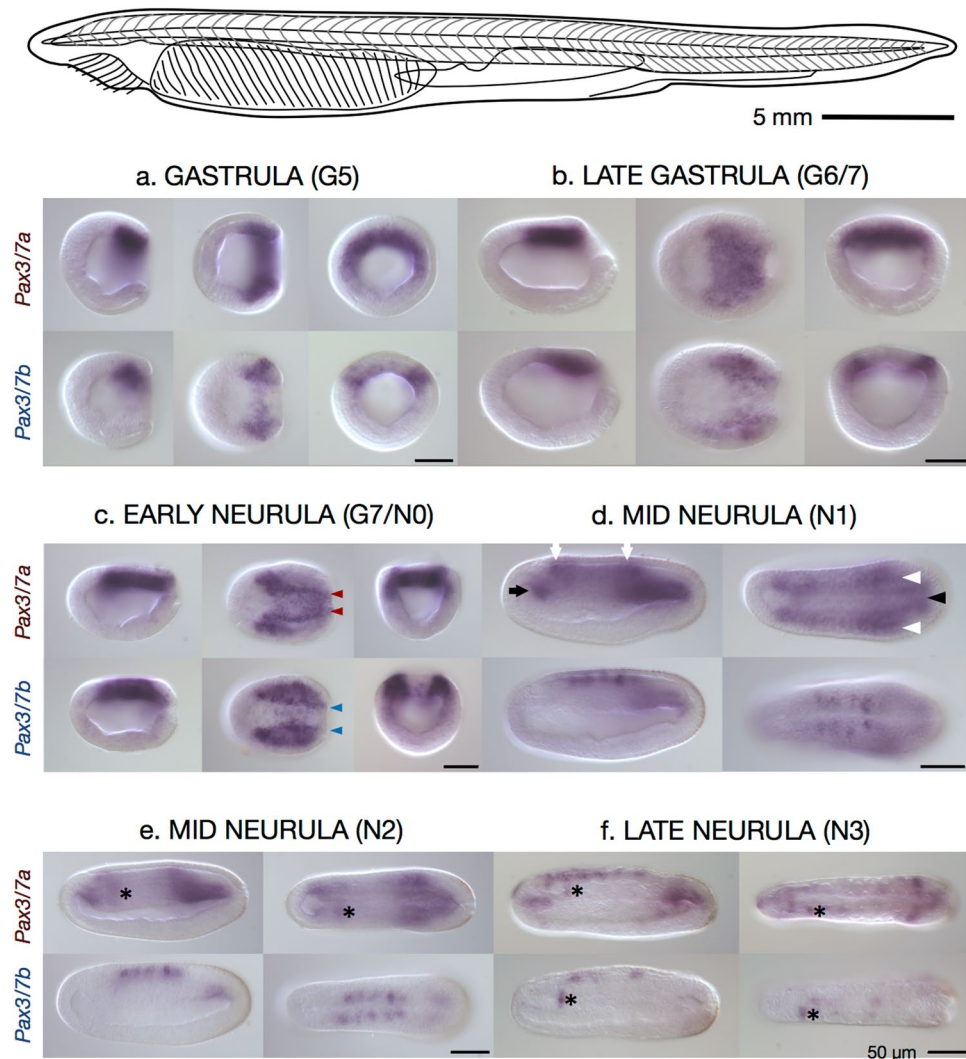 5 mm
a. GASTRULA (G5)
b. LATE GASTRULA (G6/7)
Pax3/7a
Pax3/7b
c. EARLY NEURULA (G7/N0)
d. MID NEURULA (N1)
Pax3/7a
Pax3/7b
e. MID NEURULA (N2)
f. LATE NEURULA (N3)
Pax3/7a
*
*
*
*
Pax3/7b
*
*
50 µm